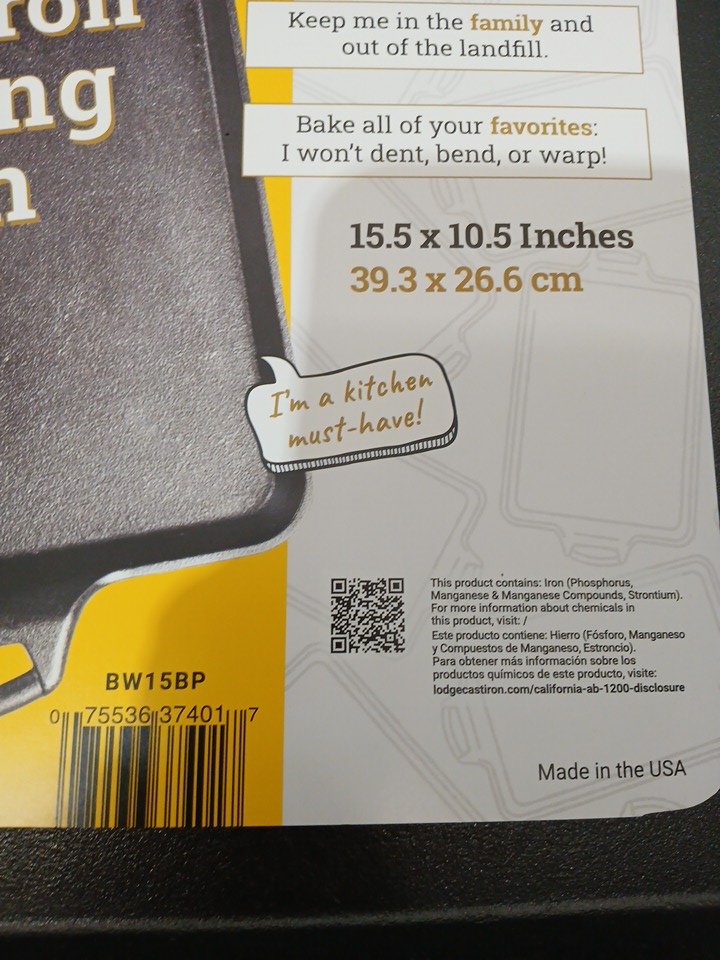 ron
ng
n
Keep me in the family and
out of the landfill.
Bake all of your favorites:
I won't dent, bend, or warp!
15.5 x 10.5 Inches
39.3 x 26.6 cm
I'm a kitchen
must-have!
This product contains: Iron (Phosphorus,
Manganese & Manganese Compounds, Strontium).
For more information about chemicals in
this product, visit: /
Este producto contiene: Hierro (Fósforo, Manganeso
y Compuestos de Manganeso, Estroncio).
Para obtener más información sobre los
productos químicos de este producto, visite:
lodgecastiron.com/california-ab-1200-disclosure
BW15BP
0 75536 37401 7
Made in the USA